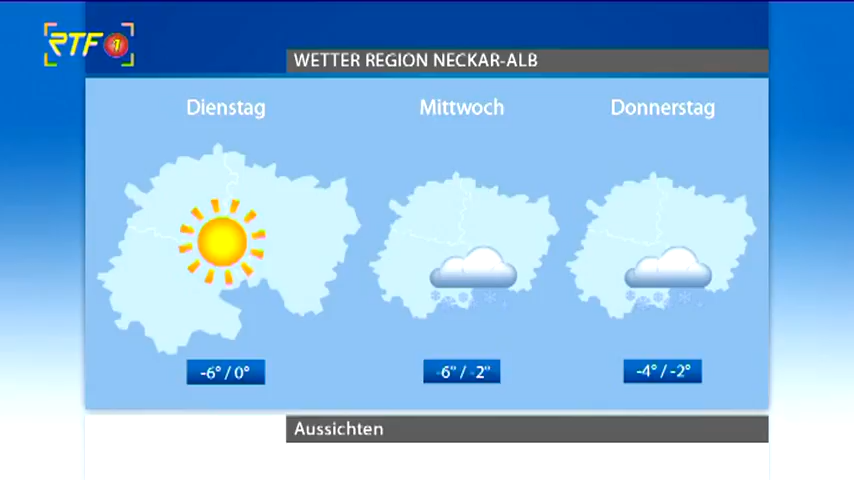 RTF 1
WETTER REGION NECKAR-ALB
Dienstag Mittwoch Donnerstag
-6° / 0° -6° / -2° -4° / -2°
Aussichten